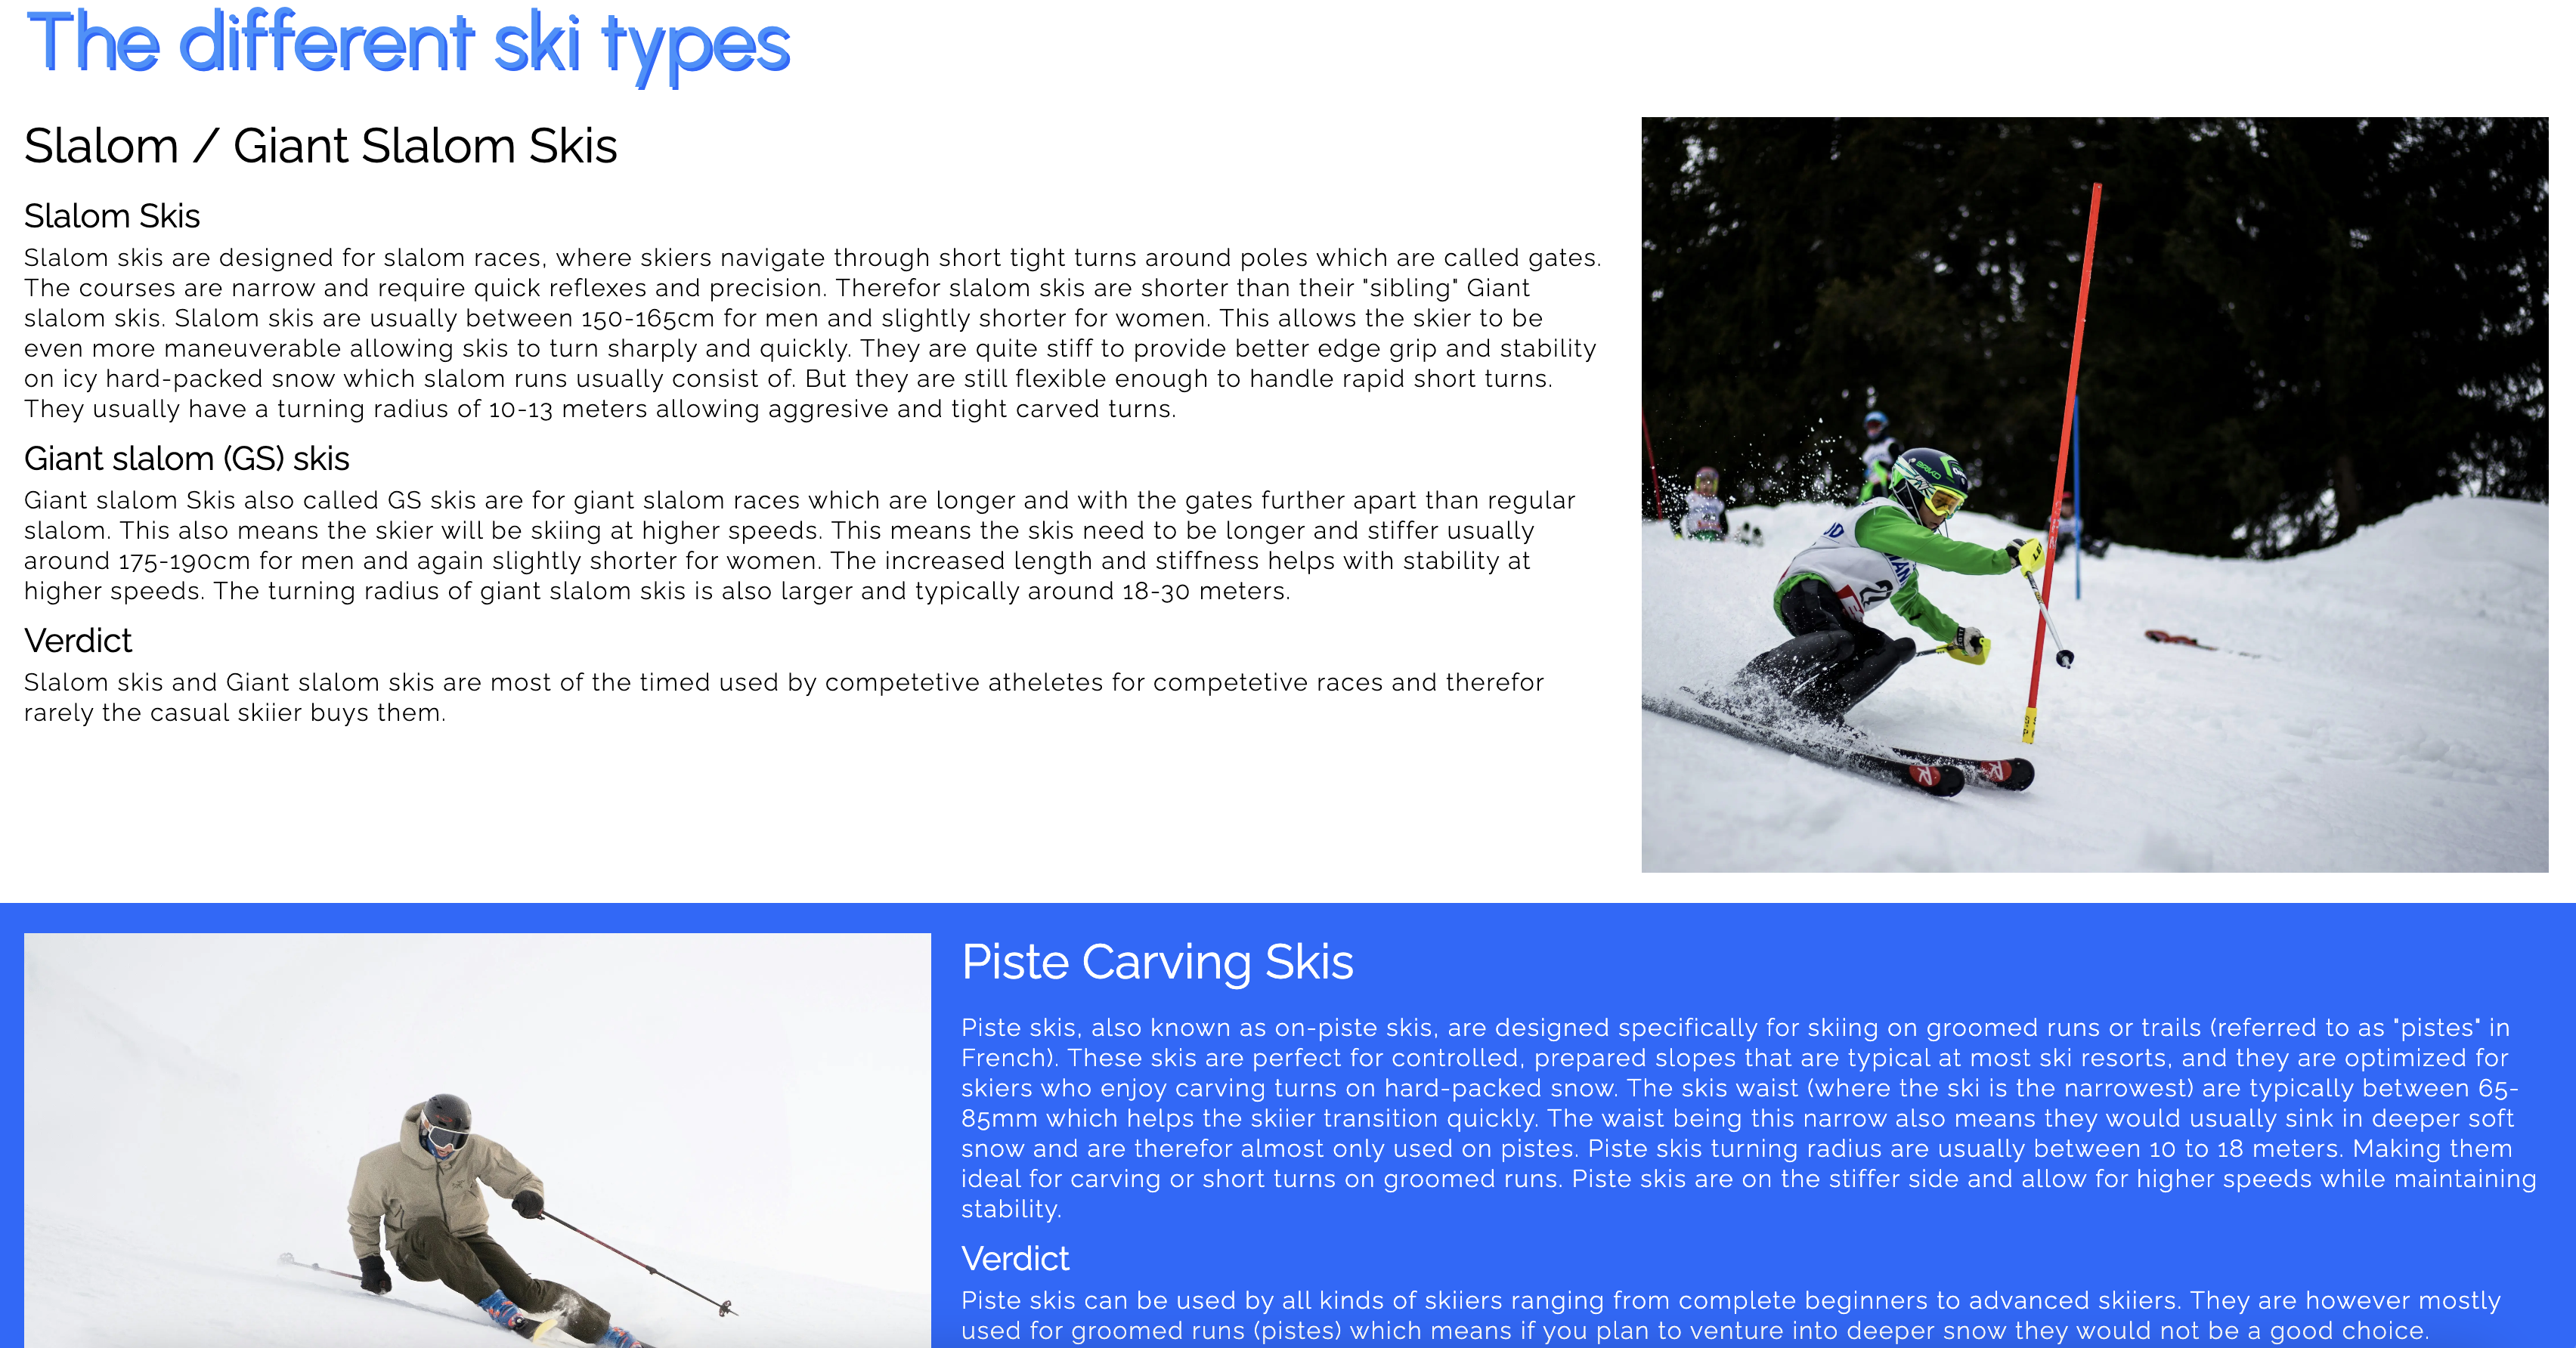 The different ski types
Slalom / Giant Slalom Skis
Slalom Skis
Slalom skis are designed for slalom races, where skiers navigate through short tight turns around poles which are called gates.
The courses are narrow and require quick reflexes and precision. Therefor slalom skis are shorter than their "sibling" Giant
slalom skis. Slalom skis are usually between 150-165cm for men and slightly shorter for women. This allows the skier to be
even more maneuverable allowing skis to turn sharply and quickly. They are quite stiff to provide better edge grip and stability
on icy hard-packed snow which slalom runs usually consist of. But they are still flexible enough to handle rapid short turns.
They usually have a turning radius of 10-13 meters allowing aggresive and tight carved turns.
Giant slalom (GS) skis
Giant slalom Skis also called GS skis are for giant slalom races which are longer and with the gates further apart than regular
slalom. This also means the skier will be skiing at higher speeds. This means the skis need to be longer and stiffer usually
around 175-190cm for men and again slightly shorter for women. The increased length and stiffness helps with stability at
higher speeds. The turning radius of giant slalom skis is also larger and typically around 18-30 meters.
Verdict
Slalom skis and Giant slalom skis are most of the timed used by competetive atheletes for competetive races and therefor
rarely the casual skiier buys them.
Piste Carving Skis
Piste skis, also known as on-piste skis, are designed specifically for skiing on groomed runs or trails (referred to as "pistes" in
French). These skis are perfect for controlled, prepared slopes that are typical at most ski resorts, and they are optimized for
skiers who enjoy carving turns on hard-packed snow. The skis waist (where the ski is the narrowest) are typically between 65-
85mm which helps the skiier transition quickly. The waist being this narrow also means they would usually sink in deeper soft
snow and are therefor almost only used on pistes. Piste skis turning radius are usually between 10 to 18 meters. Making them
ideal for carving or short turns on groomed runs. Piste skis are on the stiffer side and allow for higher speeds while maintaining
stability.
Verdict
Piste skis can be used by all kinds of skiiers ranging from complete beginners to advanced skiiers. They are however mostly
used for groomed runs (pistes) which means if you plan to venture into deeper snow they would not be a good choice.